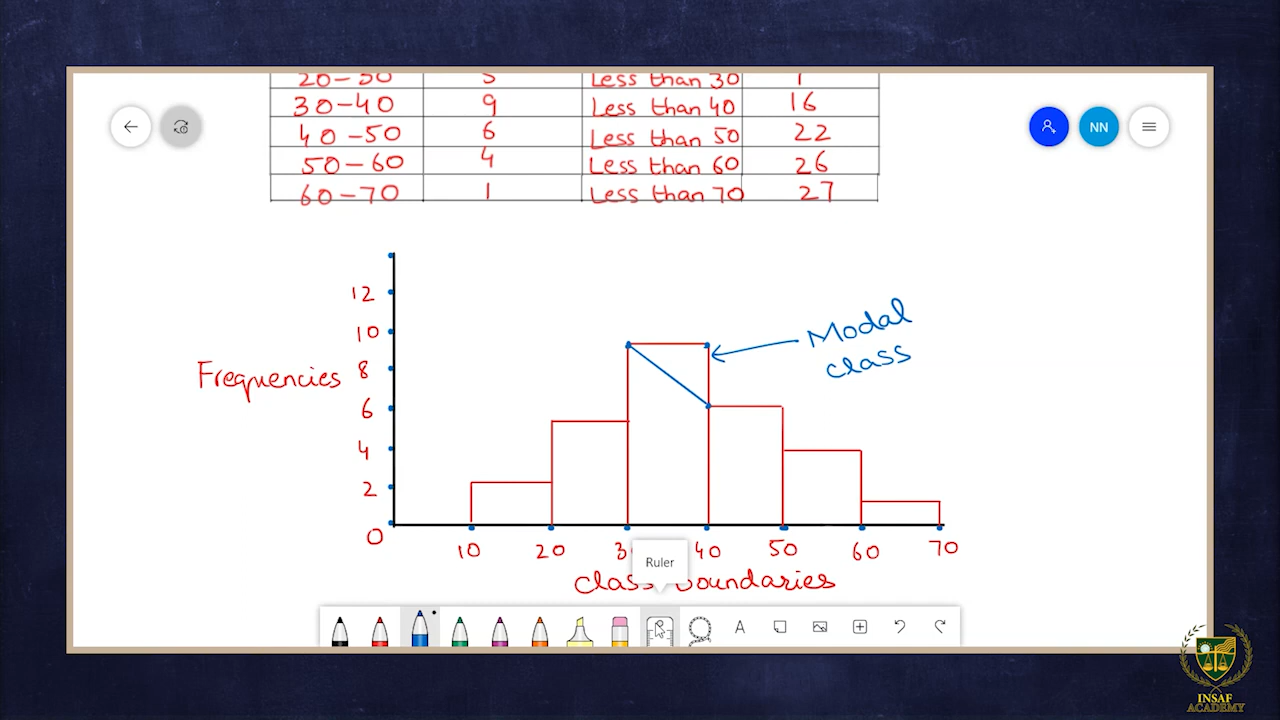 Less than 30
30-40 9 Less than 40 16
40-50 6 Less than 50 22
50-60 4 Less than 60 26
60-70 1 Less than 70 27
NN
12
10
8
6
4
2
0
Frequencies
Modal
class
10 20 40 50 60 70
Ruler
class boundaries
A
INSAF
ACADEMY